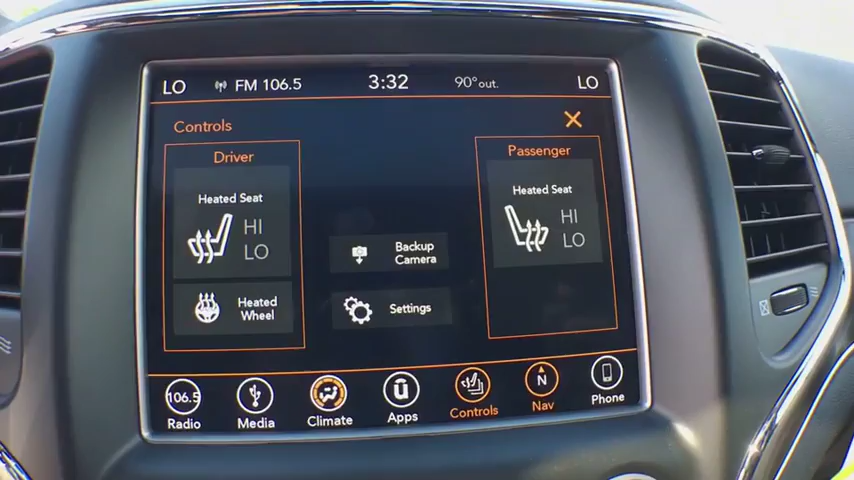 LO FM 106.5 3:32 90° out. LO
Controls
Driver
Heated Seat
HI
LO
Heated
Wheel
Backup
Camera
Settings
Passenger
Heated Seat
HI
LO
106.5
Radio
Media
Climate
Apps
Controls
N
Nav
Phone